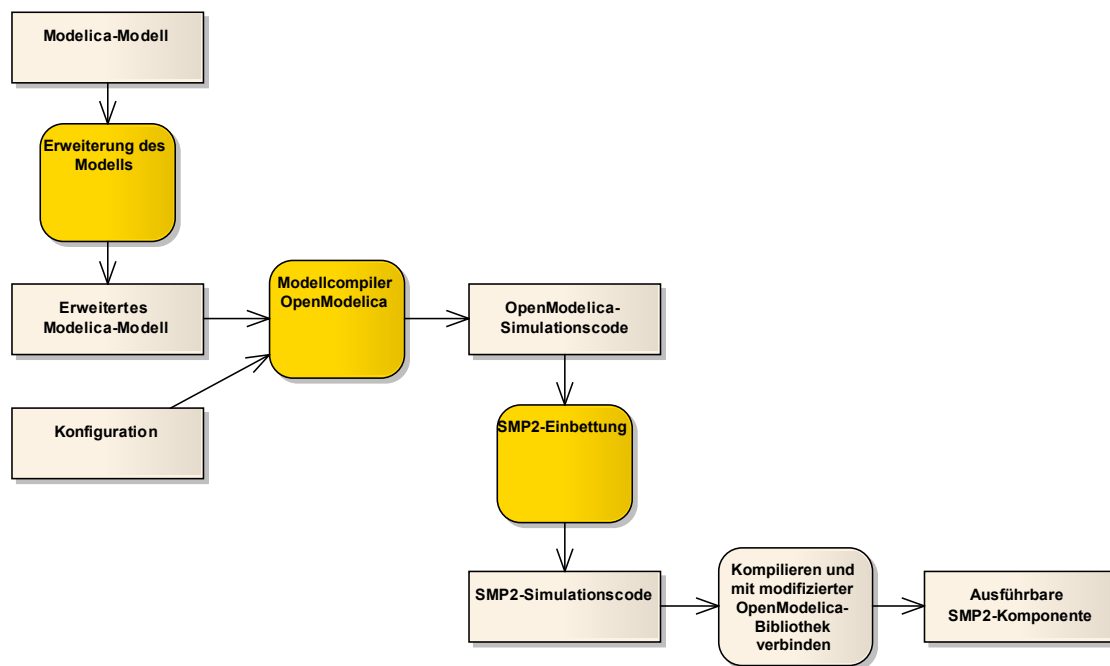 Modelica-Modell
Erweiterung des
Modells
Erweitertes
Modelica-Modell
Konfiguration
Modellcompiler
OpenModelica
OpenModelica-
Simulationscode
SMP2-Einbettung
SMP2-Simulationscode
Kompilieren und
mit modifizierter
OpenModelica-
Bibliothek
verbinden
Ausführbare
SMP2-Komponente